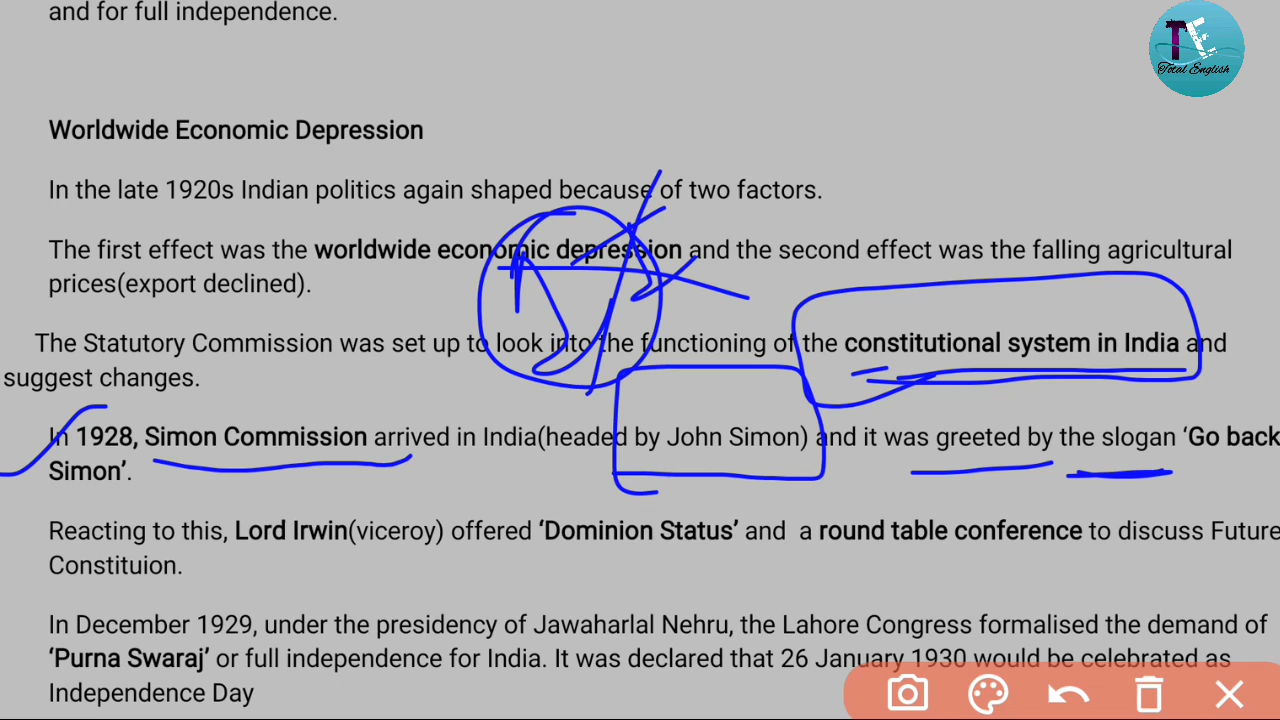 and for full independence.
TE
Total English
Worldwide Economic Depression
In the late 1920s Indian politics again shaped because of two factors.
The first effect was the worldwide economic depression and the second effect was the falling agricultural
prices(export declined).
The Statutory Commission was set up to look into the functioning of the constitutional system in India and
suggest changes.
In 1928, Simon Commission arrived in India(headed by John Simon) and it was greeted by the slogan ‘Go back
Simon’.
Reacting to this, Lord Irwin(viceroy) offered ‘Dominion Status’ and a round table conference to discuss Future
Constituion.
In December 1929, under the presidency of Jawaharlal Nehru, the Lahore Congress formalised the demand of
‘Purna Swaraj’ or full independence for India. It was declared that 26 January 1930 would be celebrated as
Independence Day